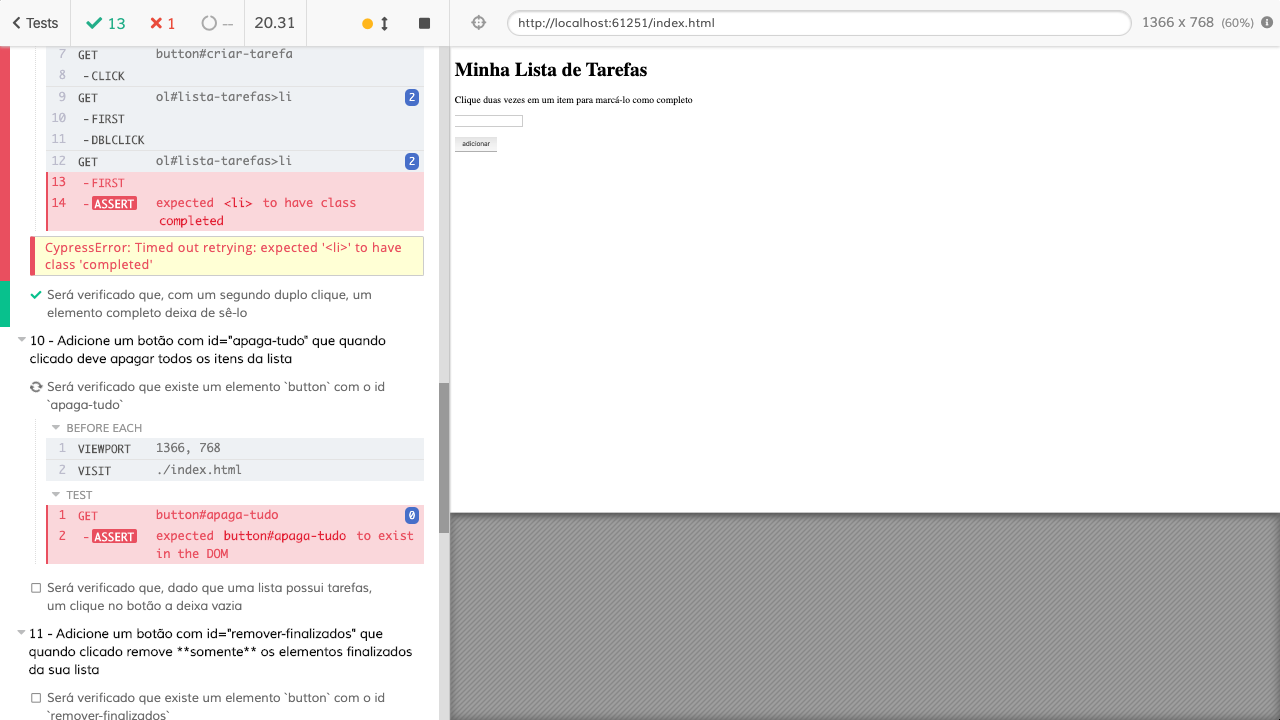 Tests
13
1
--
20.31
http://localhost:61251/index.html
1366 x 768 (60%)
7 GET button#criar-tarefa
8 -CLICK
9 GET ol#lista-tarefas>li 2
10 -FIRST
11 -DBLCLICK
12 GET ol#lista-tarefas>li 2
13 -FIRST
14 -ASSERT expected <li> to have class
completed
CypressError: Timed out retrying: expected '<li>' to have
class 'completed'
Será verificado que, com um segundo duplo clique, um
elemento completo deixa de sê-lo
10 - Adicione um botão com id="apaga-tudo" que quando
clicado deve apagar todos os itens da lista
Será verificado que existe um elemento `button` com o id
`apaga-tudo`
BEFORE EACH
1 VIEWPORT 1366, 768
2 VISIT ./index.html
TEST
1 GET button#apaga-tudo 0
2 -ASSERT expected button#apaga-tudo to exist
in the DOM
Será verificado que, dado que uma lista possui tarefas,
um clique no botão a deixa vazia
11 - Adicione um botão com id="remover-finalizados" que
quando clicado remove **somente** os elementos finalizados
da sua lista
Será verificado que existe um elemento `button` com o id
`remover-finalizados`
Minha Lista de Tarefas
Clique duas vezes em um item para marcá-lo como completo
adicionar